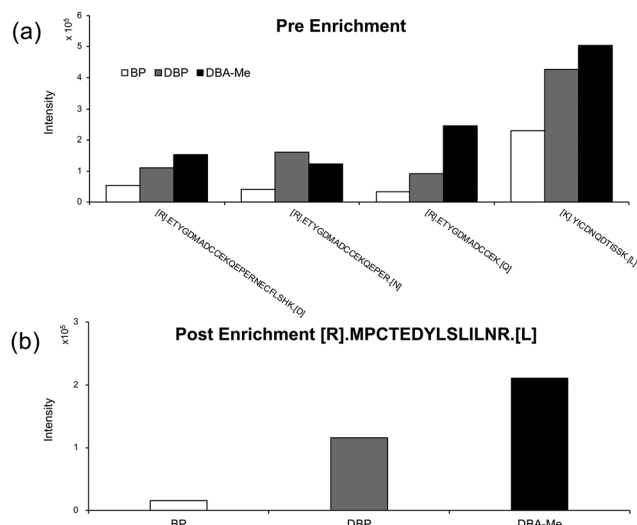 (a)
x 10⁵
Pre Enrichment
6
5
4
3
2
1
0
Intensity
BP DBP DBA-Me
[R].ETYGDMADCCEKQEPERNECFLSHK.[D]
[R].ETYGDMADCCEKQEPER.[N]
[R].ETYGDMADCCEK.[Q]
[K].YICDNQDTISSK.[L]
(b)
x10⁵
Post Enrichment [R].MPCTEDYLSLILNR.[L]
3
2
1
0
Intensity
BP DBP DBA-Me